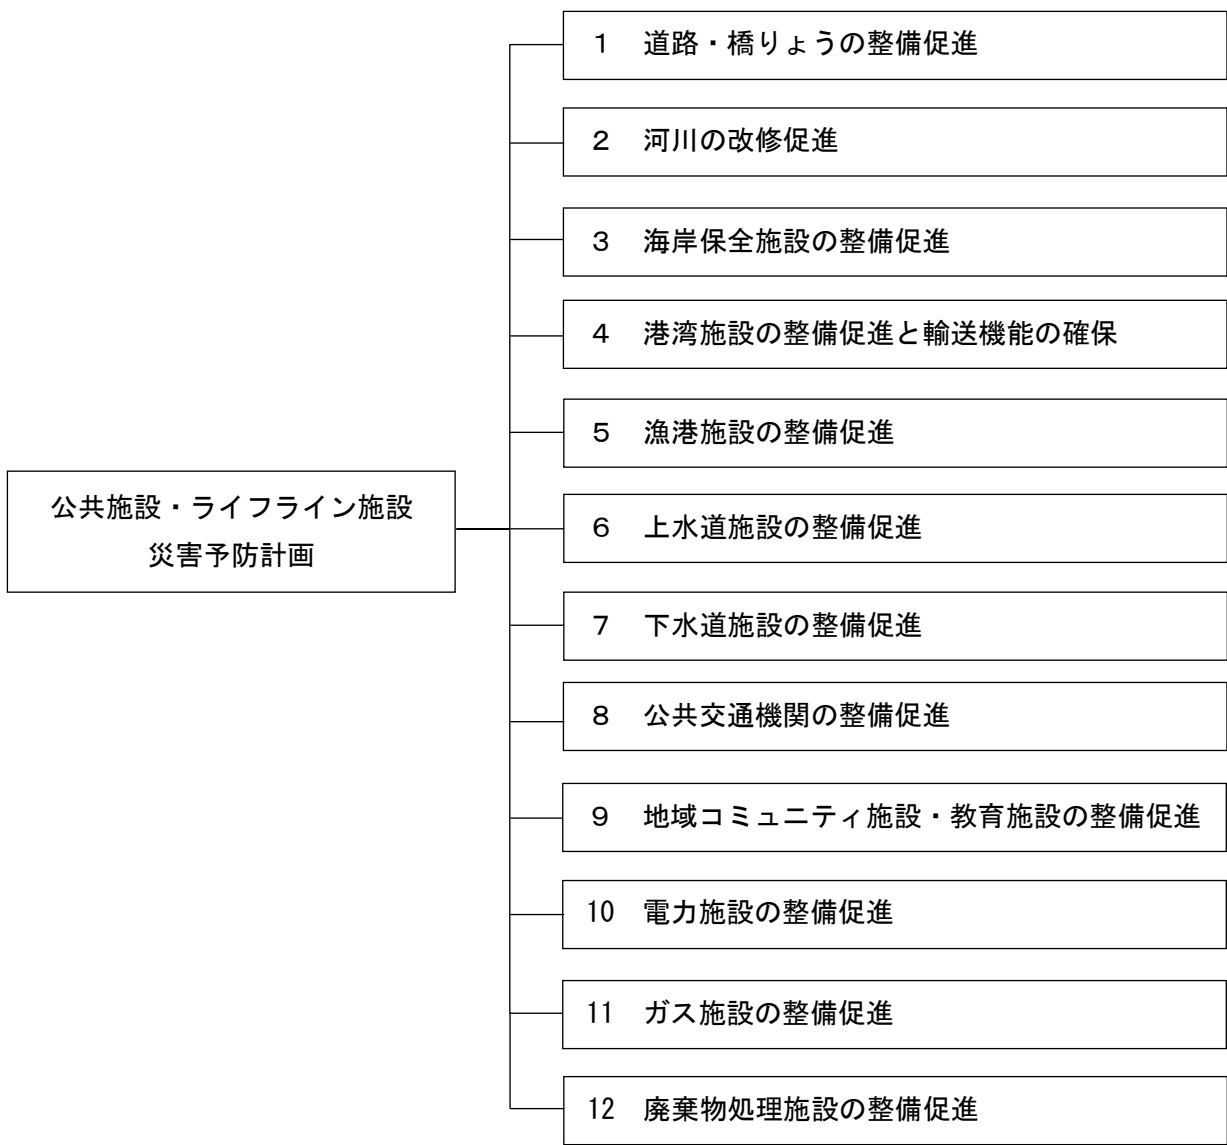 1 道路・橋りょうの整備促進
2 河川の改修促進
3 海岸保全施設の整備促進
4 港湾施設の整備促進と輸送機能の確保
5 漁港施設の整備促進
公共施設・ライフライン施設
災害予防計画
6 上水道施設の整備促進
7 下水道施設の整備促進
8 公共交通機関の整備促進
9 地域コミュニティ施設・教育施設の整備促進
10 電力施設の整備促進
11 ガス施設の整備促進
12 廃棄物処理施設の整備促進